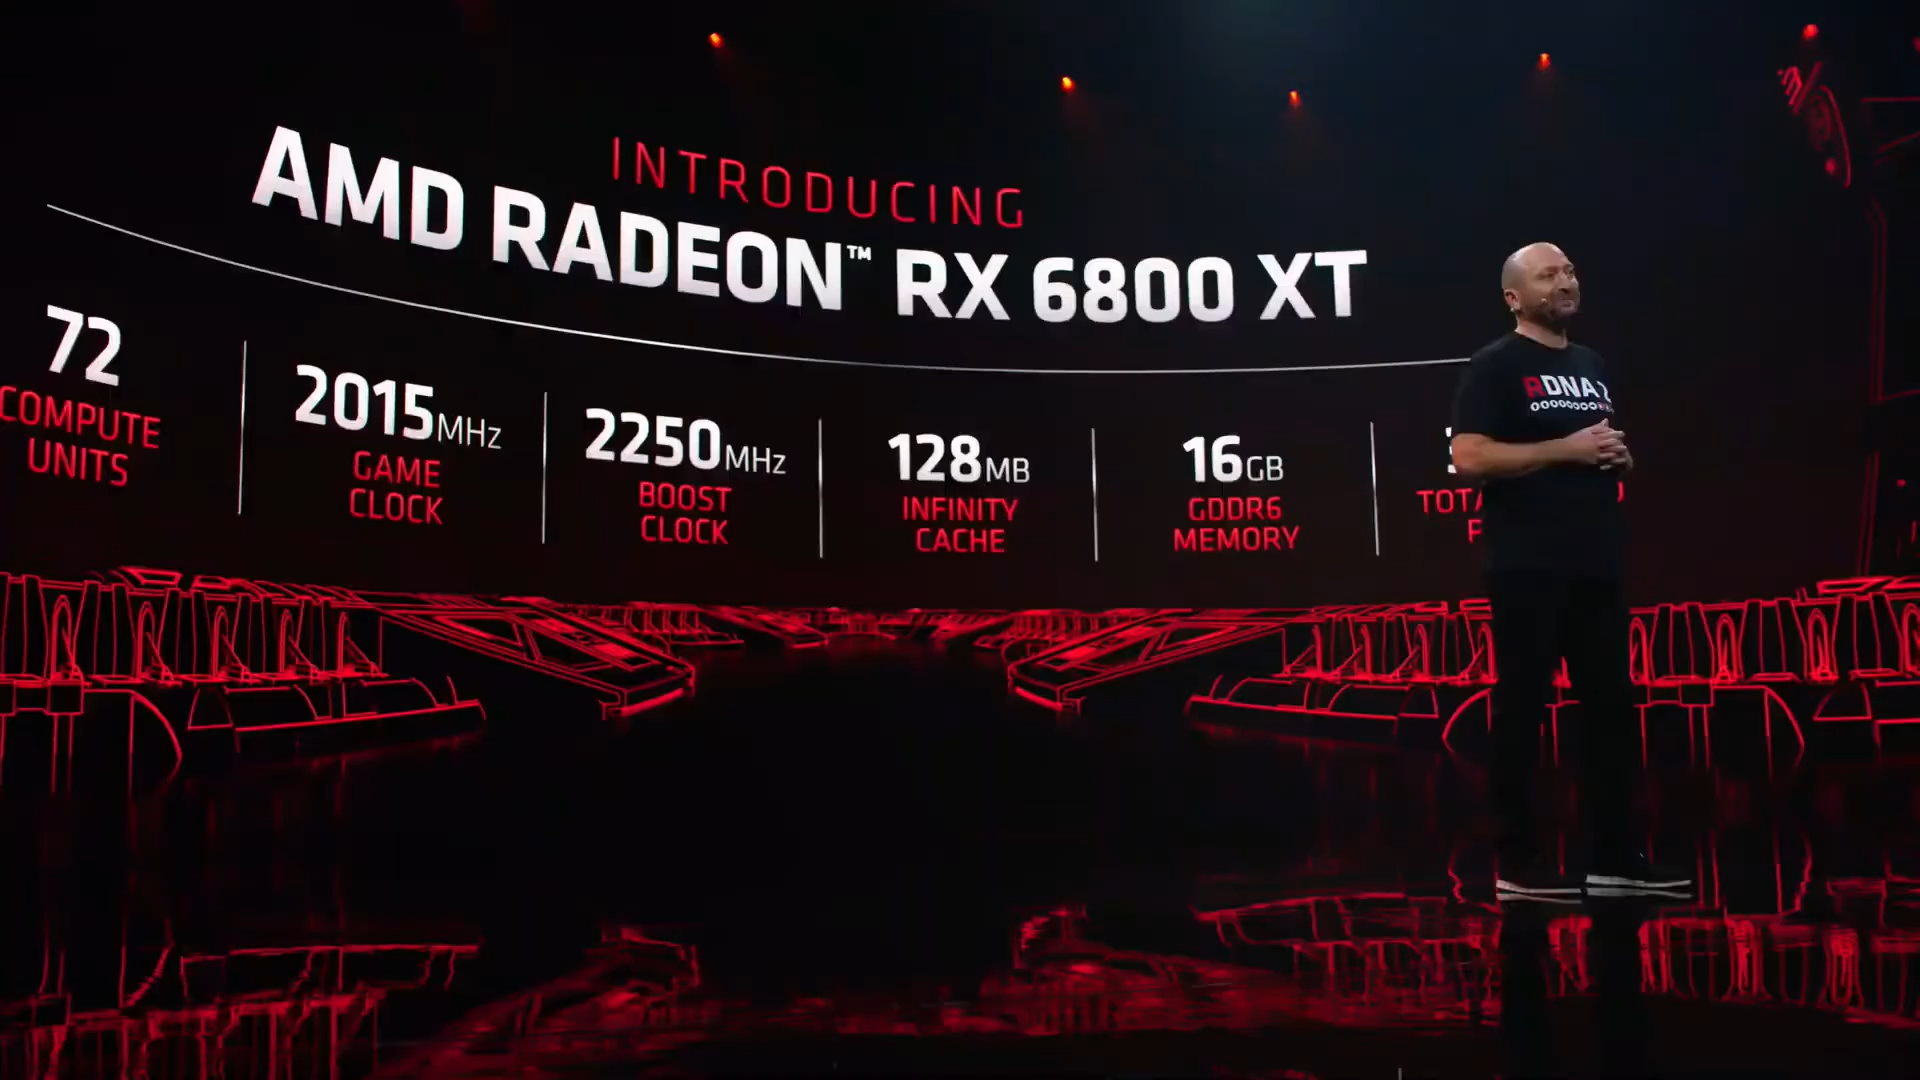 INTRODUCING
AMD RADEON™ RX 6800 XT
72
COMPUTE
UNITS
2015MHz
GAME
CLOCK
2250MHz
BOOST
CLOCK
128MB
INFINITY
CACHE
16GB
GDDR6
MEMORY
RDNA 2